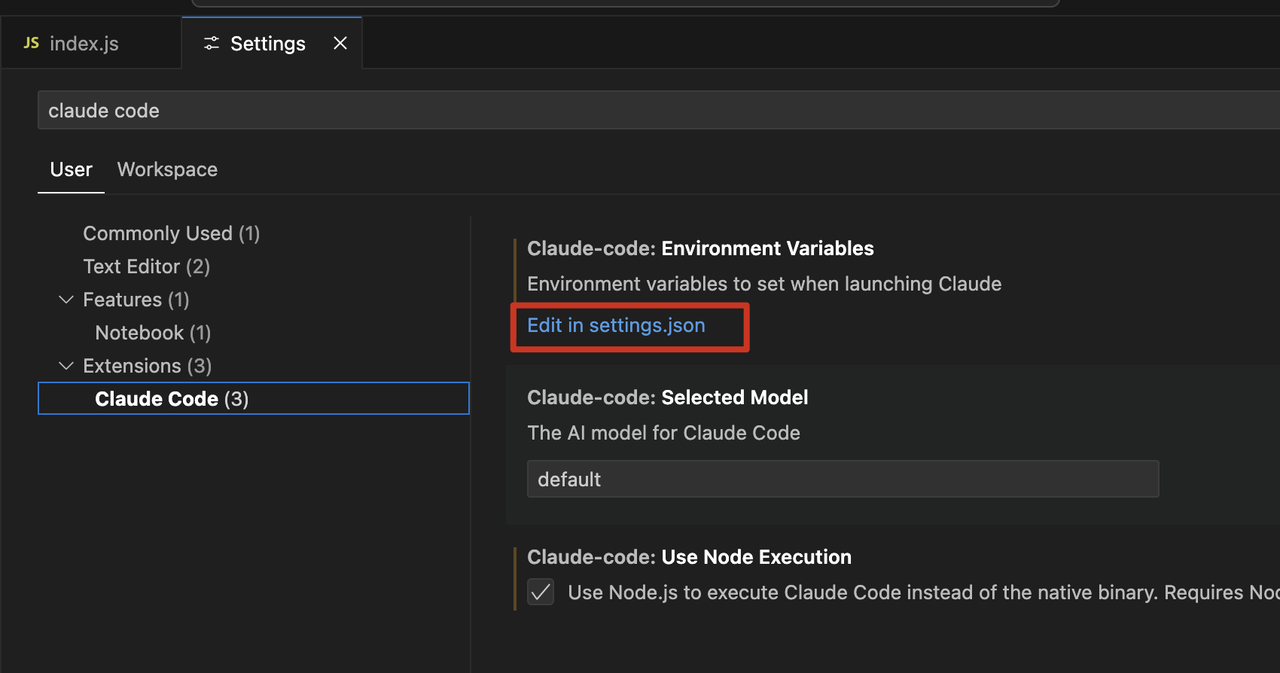 JS index.js
Settings
claude code
User
Workspace
Commonly Used (1)
Text Editor (2)
Features (1)
Notebook (1)
Extensions (3)
Claude Code (3)
Claude-code: Environment Variables
Environment variables to set when launching Claude
Edit in settings.json
Claude-code: Selected Model
The AI model for Claude Code
default
Claude-code: Use Node Execution
Use Node.js to execute Claude Code instead of the native binary. Requires